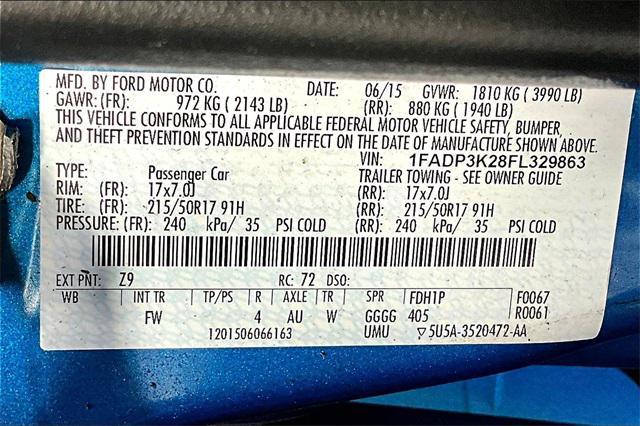 MFD. BY FORD MOTOR CO. DATE: 06/15 GVWR: 1810 KG ( 3990 LB)
GAWR: (FR): 972 KG ( 2143 LB) (RR): 880 KG ( 1940 LB)
THIS VEHICLE CONFORMS TO ALL APPLICABLE FEDERAL MOTOR VEHICLE SAFETY, BUMPER,
AND THEFT PREVENTION STANDARDS IN EFFECT ON THE DATE OF MANUFACTURE SHOWN ABOVE.
VIN: 1FADP3K28FL329863
TYPE: Passenger Car TRAILER TOWING - SEE OWNER GUIDE
RIM: (FR): 17x7.0J (RR): 17x7.0J
TIRE: (FR): 215/50R17 91H (RR): 215/50R17 91H
PRESSURE: (FR): 240 kPa/ 35 PSI COLD (RR): 240 kPa/ 35 PSI COLD
EXT PNT: Z9 RC: 72 DSO:
WB INT TR TP/PS R AXLE TR SPR FDH1P F0067
FW 4 AU W GGGG 405 R0061
1201506066163 UMU ▽5U5A-3520472-AA